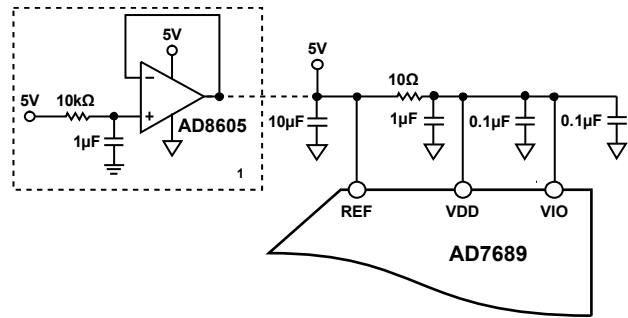 5V
5V
5V
10kΩ
10Ω
−
+
AD8605
1µF
10µF
1µF
0.1µF
0.1µF
1
REF
VDD
VIO
AD7689